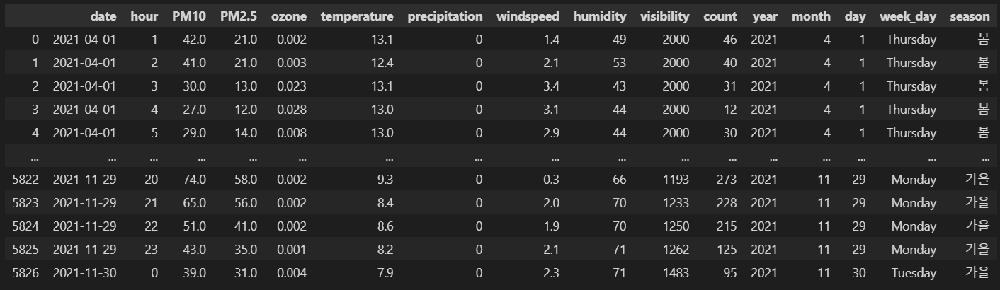 date hour PM10 PM2.5 ozone temperature precipitation windspeed humidity visibility count year month day week_day season
0 2021-04-01 1 42.0 21.0 0.002 13.1 0 1.4 49 2000 46 2021 4 1 Thursday 봄
1 2021-04-01 2 41.0 21.0 0.003 12.4 0 2.1 53 2000 40 2021 4 1 Thursday 봄
2 2021-04-01 3 30.0 13.0 0.023 13.1 0 3.4 43 2000 31 2021 4 1 Thursday 봄
3 2021-04-01 4 27.0 12.0 0.028 13.0 0 3.1 44 2000 12 2021 4 1 Thursday 봄
4 2021-04-01 5 29.0 14.0 0.008 13.0 0 2.9 44 2000 30 2021 4 1 Thursday 봄
... ... ... ... ... ... ... ... ... ... ... ... ... ... ... ... ...
5822 2021-11-29 20 74.0 58.0 0.002 9.3 0 0.3 66 1193 273 2021 11 29 Monday 가을
5823 2021-11-29 21 65.0 56.0 0.002 8.4 0 2.0 70 1233 228 2021 11 29 Monday 가을
5824 2021-11-29 22 51.0 41.0 0.002 8.6 0 1.9 70 1250 215 2021 11 29 Monday 가을
5825 2021-11-29 23 43.0 35.0 0.001 8.2 0 2.1 71 1262 125 2021 11 29 Monday 가을
5826 2021-11-30 0 39.0 31.0 0.004 7.9 0 2.3 71 1483 95 2021 11 30 Tuesday 가을